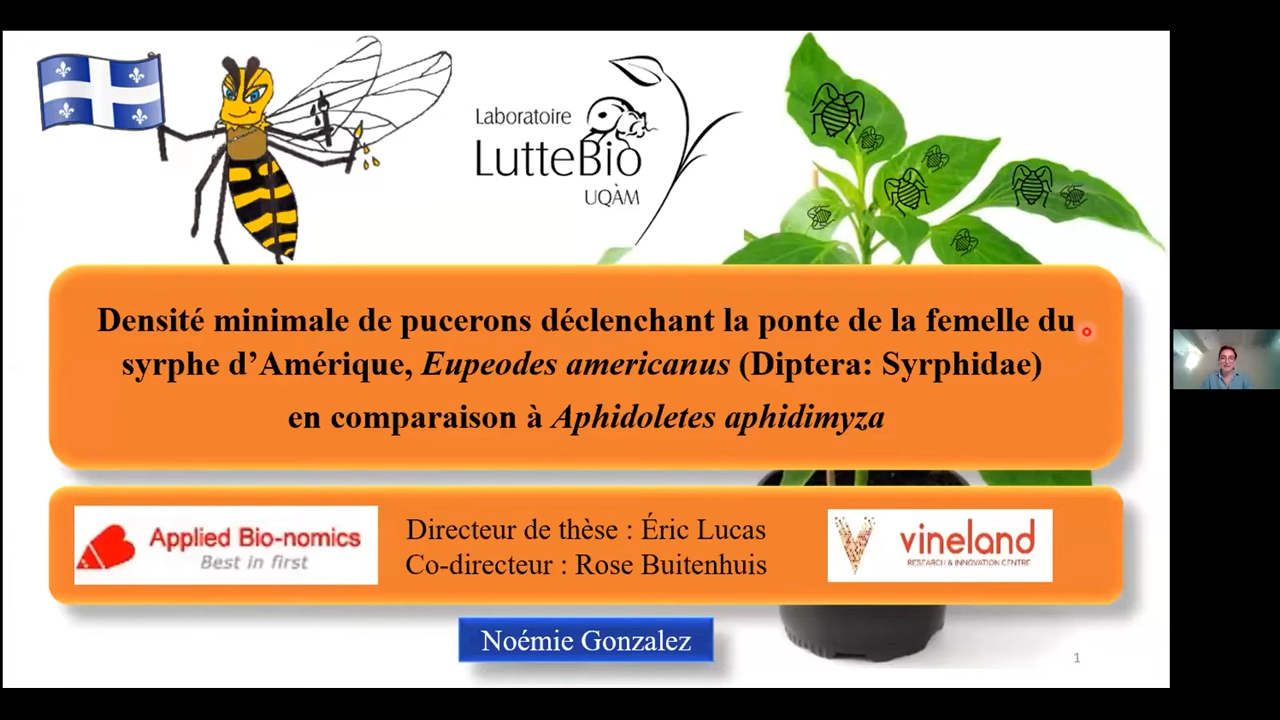 Laboratoire
LutteBio
UQÀM
Densité minimale de pucerons déclenchant la ponte de la femelle du
syrphe d'Amérique, Eupeodes americanus (Diptera: Syrphidae)
en comparaison à Aphidoletes aphidimyza
Applied Bio-nomics
Best in first
Directeur de thèse : Éric Lucas
Co-directeur : Rose Buitenhuis
vineland
RESEARCH & INNOVATION CENTRE
Noémie Gonzalez
1